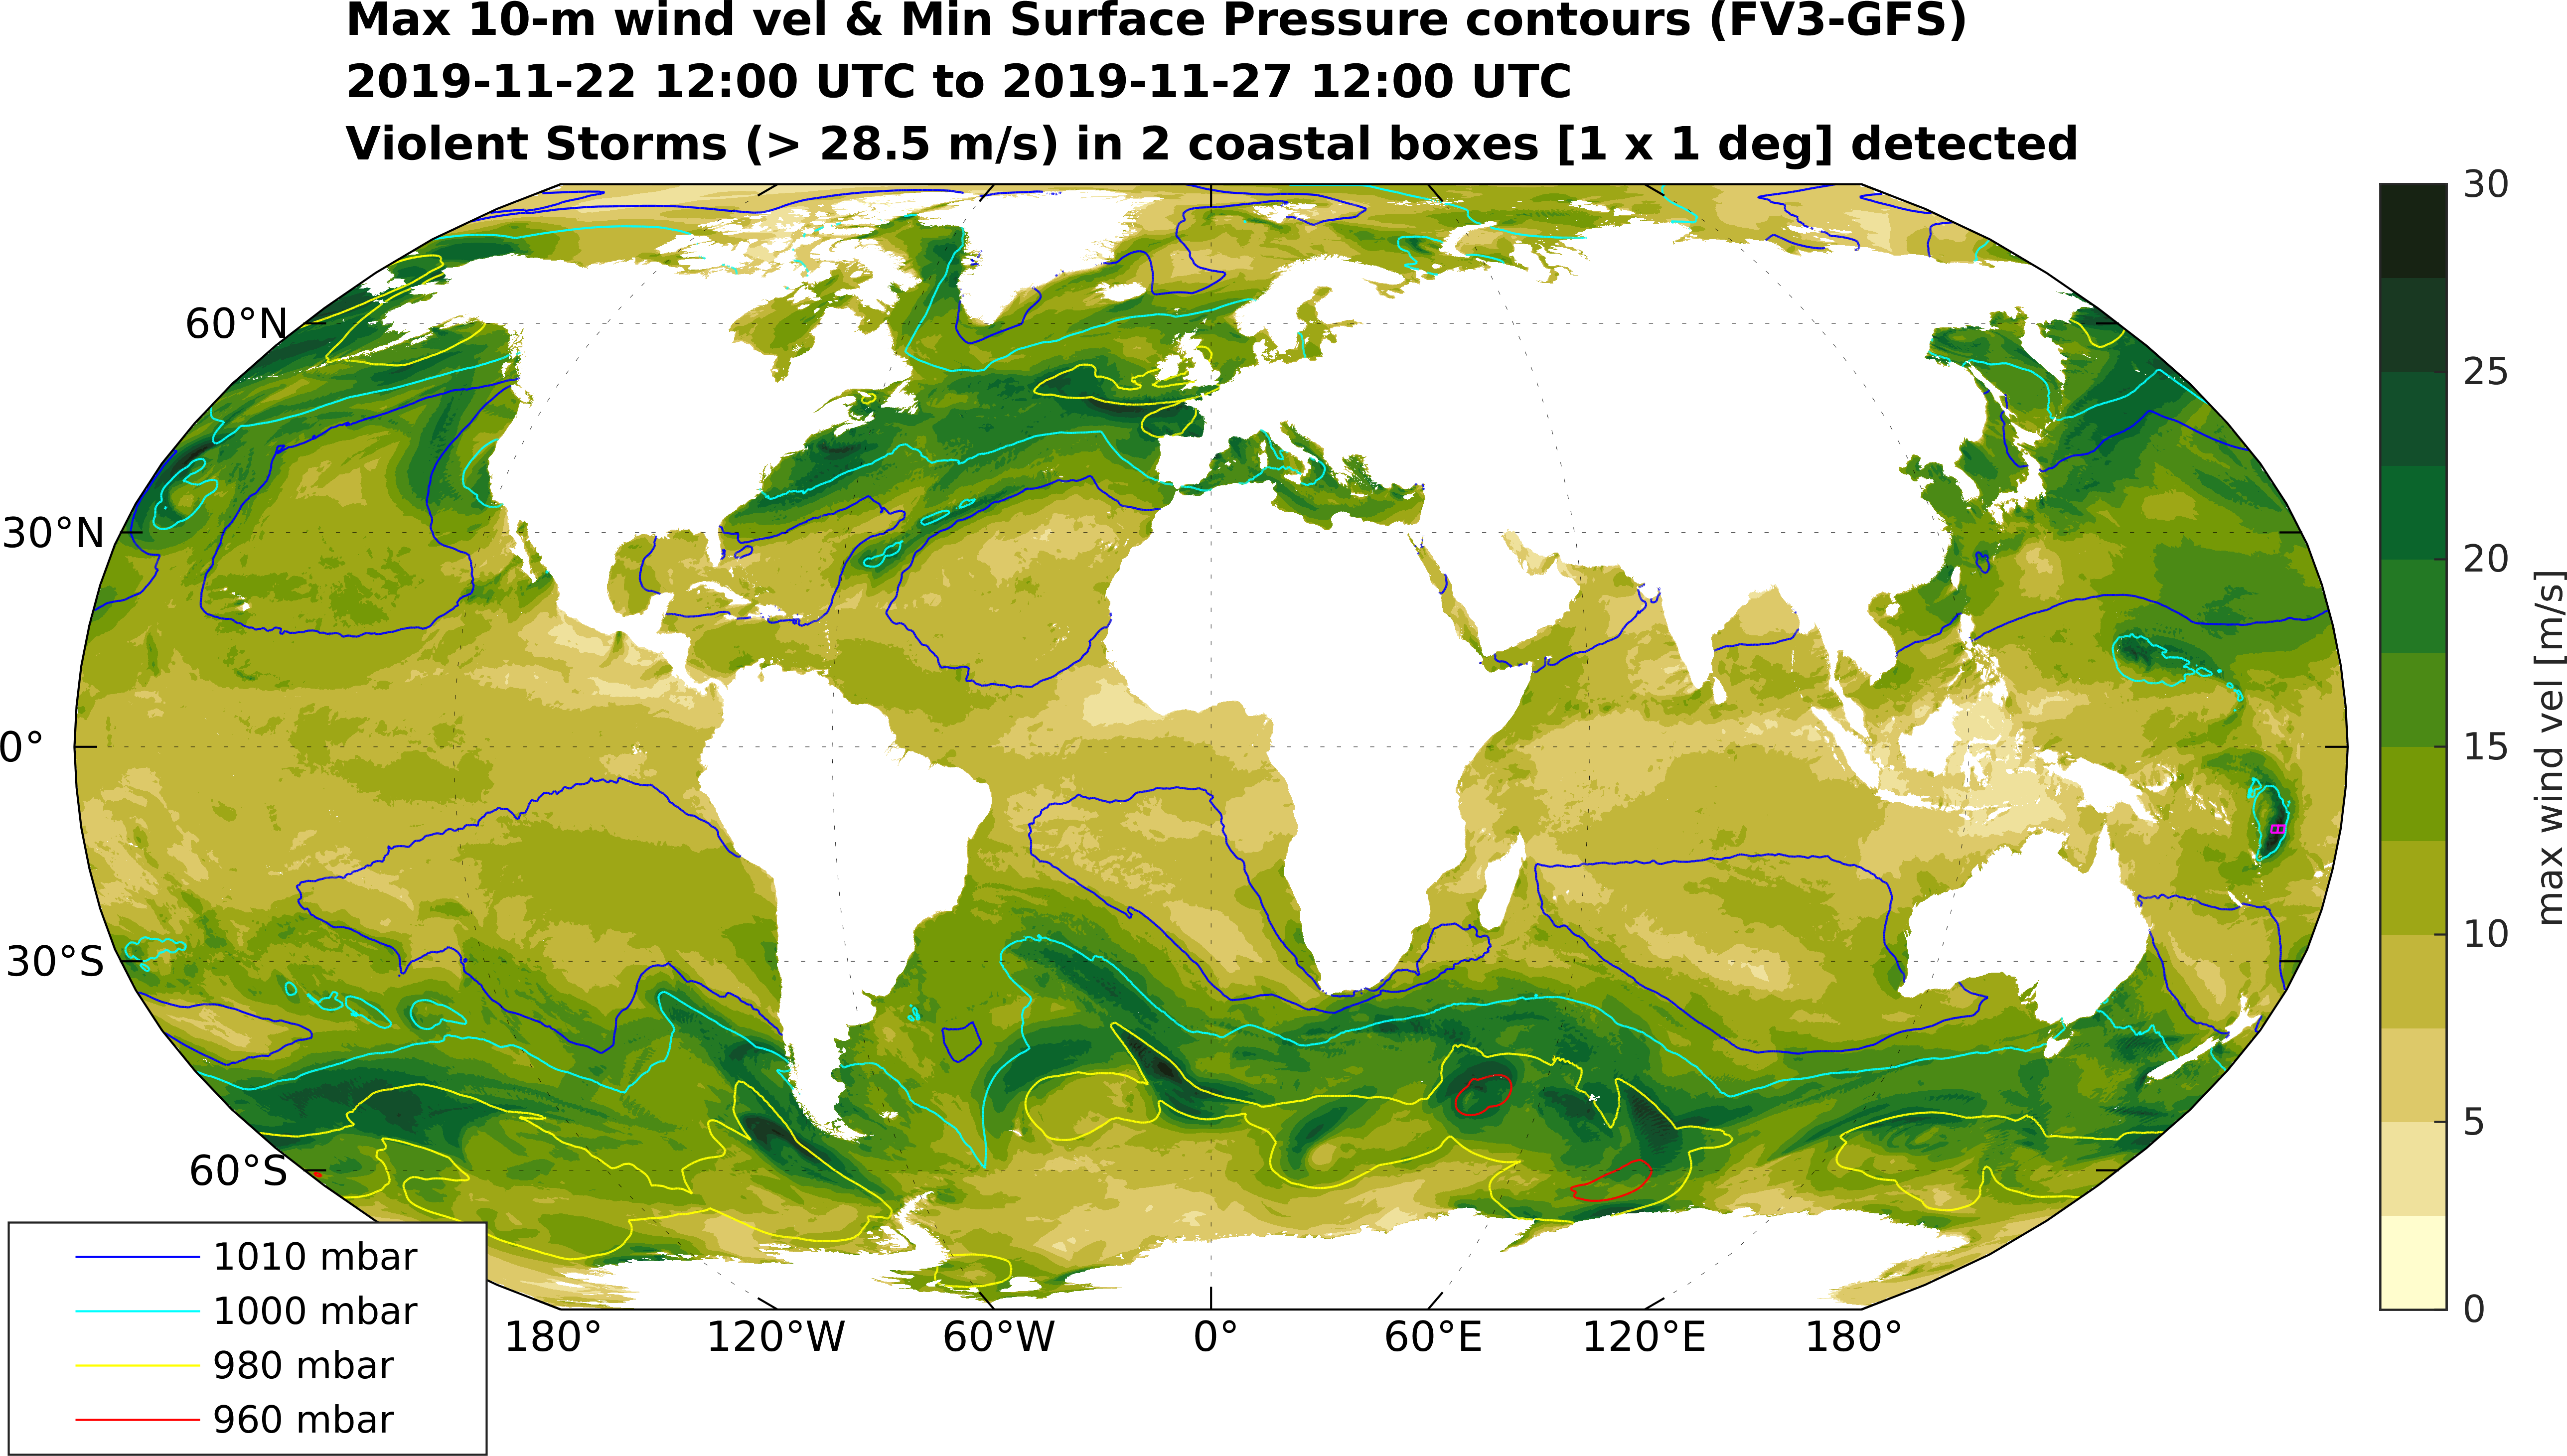 Max 10-m wind vel & Min Surface Pressure contours (FV3-GFS)
2019-11-22 12:00 UTC to 2019-11-27 12:00 UTC
Violent Storms (> 28.5 m/s) in 2 coastal boxes [1 x 1 deg] detected
60°N
30°N
0°
30°S
60°S
180°
120°W
60°W
0°
60°E
120°E
180°
1010 mbar
1000 mbar
980 mbar
960 mbar
30
25
20
15
10
5
0
max wind vel [m/s]